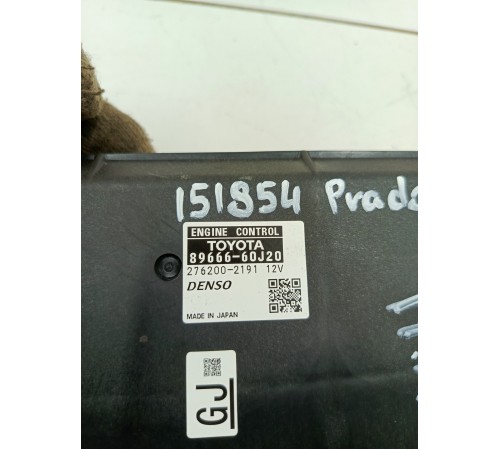 151854 Prado
ENGINE CONTROL
TOYOTA
89666-60J20
276200-2191 12V
DENSO
MADE IN JAPAN
GJ